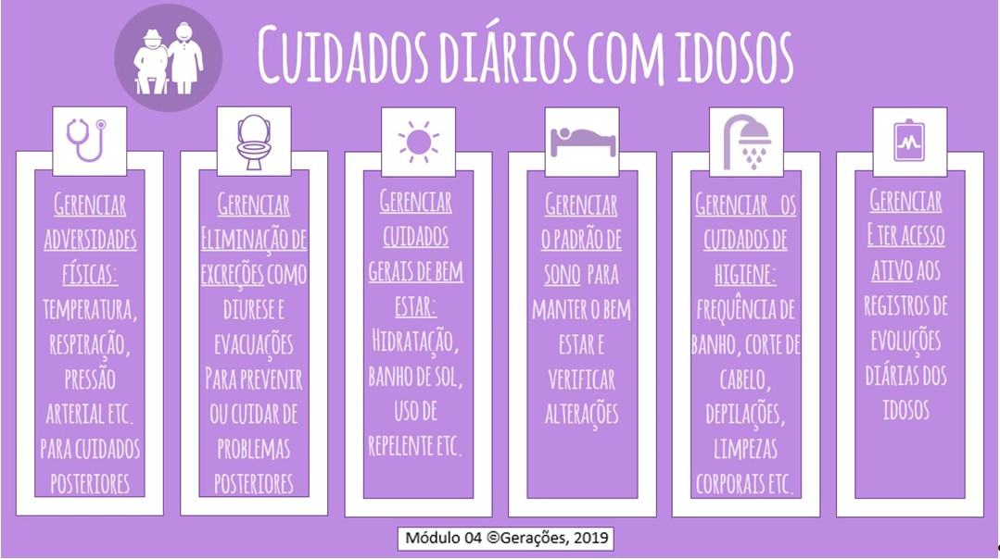 Cuidados diários com idosos
Gerenciar
adversidades
físicas:
temperatura,
respiração,
pressão
arterial etc.
para cuidados
posteriores
Gerenciar
Eliminação de
excreções como
diurese e
evacuações
Para prevenir
ou cuidar de
problemas
posteriores
Gerenciar
cuidados
gerais de bem
estar:
Hidratação,
banho de sol,
uso de
repelente etc.
Gerenciar
o padrão de
sono para
manter o bem
estar e
verificar
alterações
Gerenciar os
cuidados de
higiene:
frequência de
banho, corte de
cabelo,
depilações,
limpezas
corporais etc.
Gerenciar
E ter acesso
ativo aos
registros de
evoluções
diárias dos
idosos
Módulo 04 ©Gerações, 2019